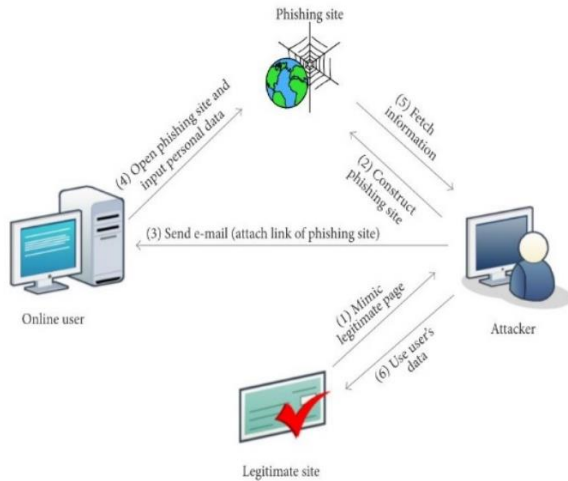 Phishing site
(4) Open phishing site and
input personal data
(5) Fetch
information
(2) Construct
phishing site
(3) Send e-mail (attach link of phishing site)
Online user
Attacker
(1) Mimic
legitimate page
(6) Use user's
data
Legitimate site